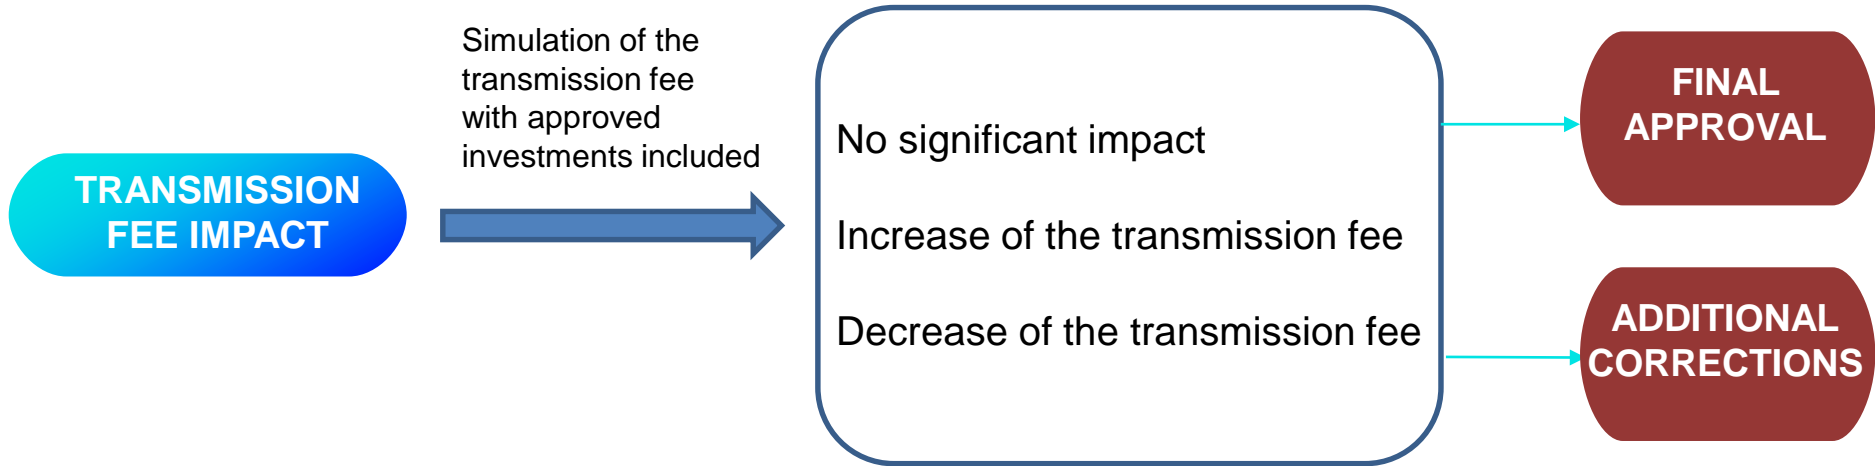 TRANSMISSION
FEE IMPACT
Simulation of the
transmission fee
with approved
investments included
No significant impact
Increase of the transmission fee
Decrease of the transmission fee
FINAL
APPROVAL
ADDITIONAL
CORRECTIONS